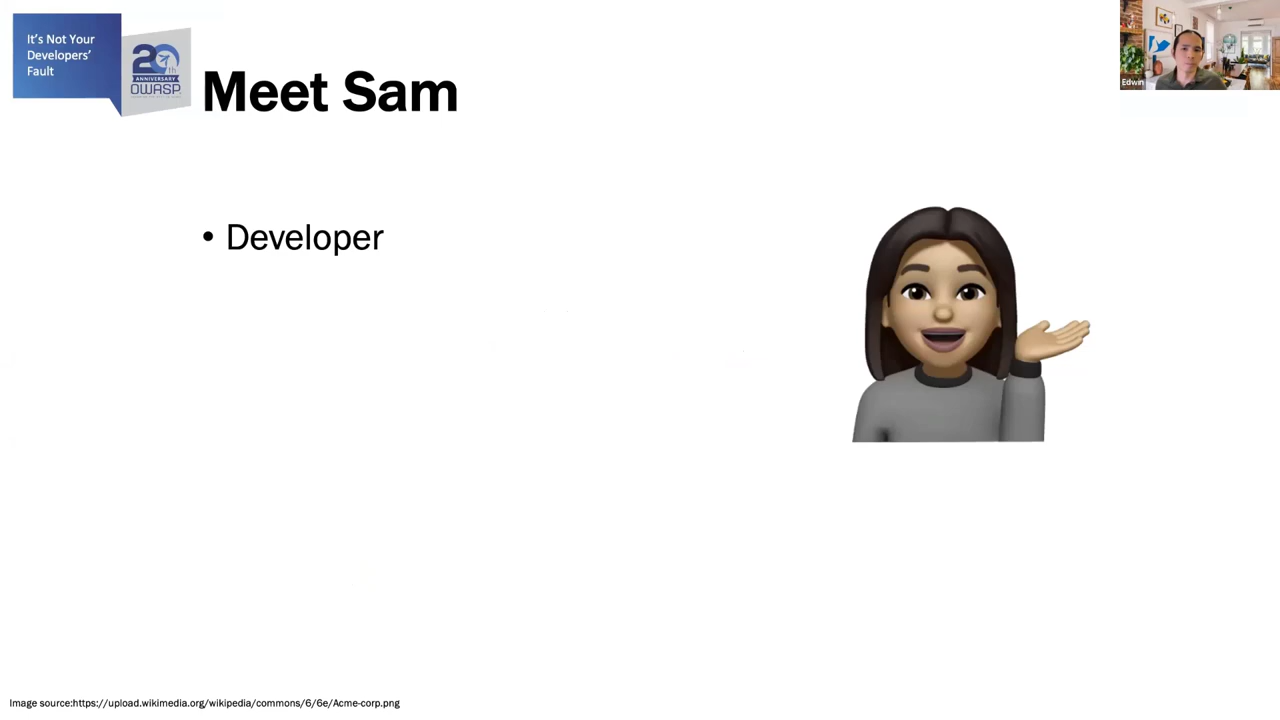 It's Not Your
Developers'
Fault
20th
ANNIVERSARY
OWASP
Meet Sam
Edwin
• Developer
Image source:https://upload.wikimedia.org/wikipedia/commons/6/6e/Acme-corp.png